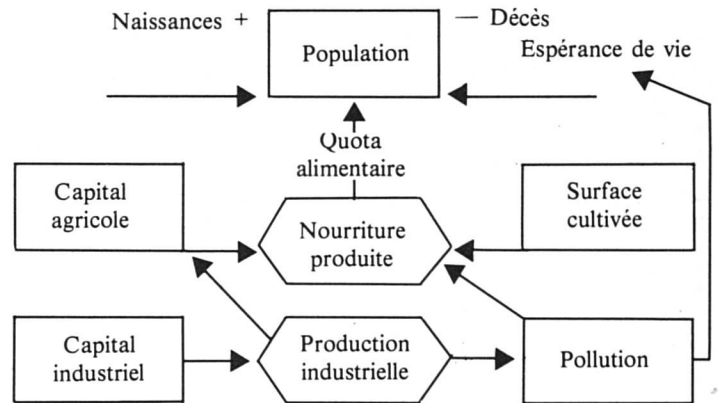 Naissances +
Population
— Décès
Espérance de vie
Quota
alimentaire
Capital
agricole
Nourriture
produite
Surface
cultivée
Capital
industriel
Production
industrielle
Pollution